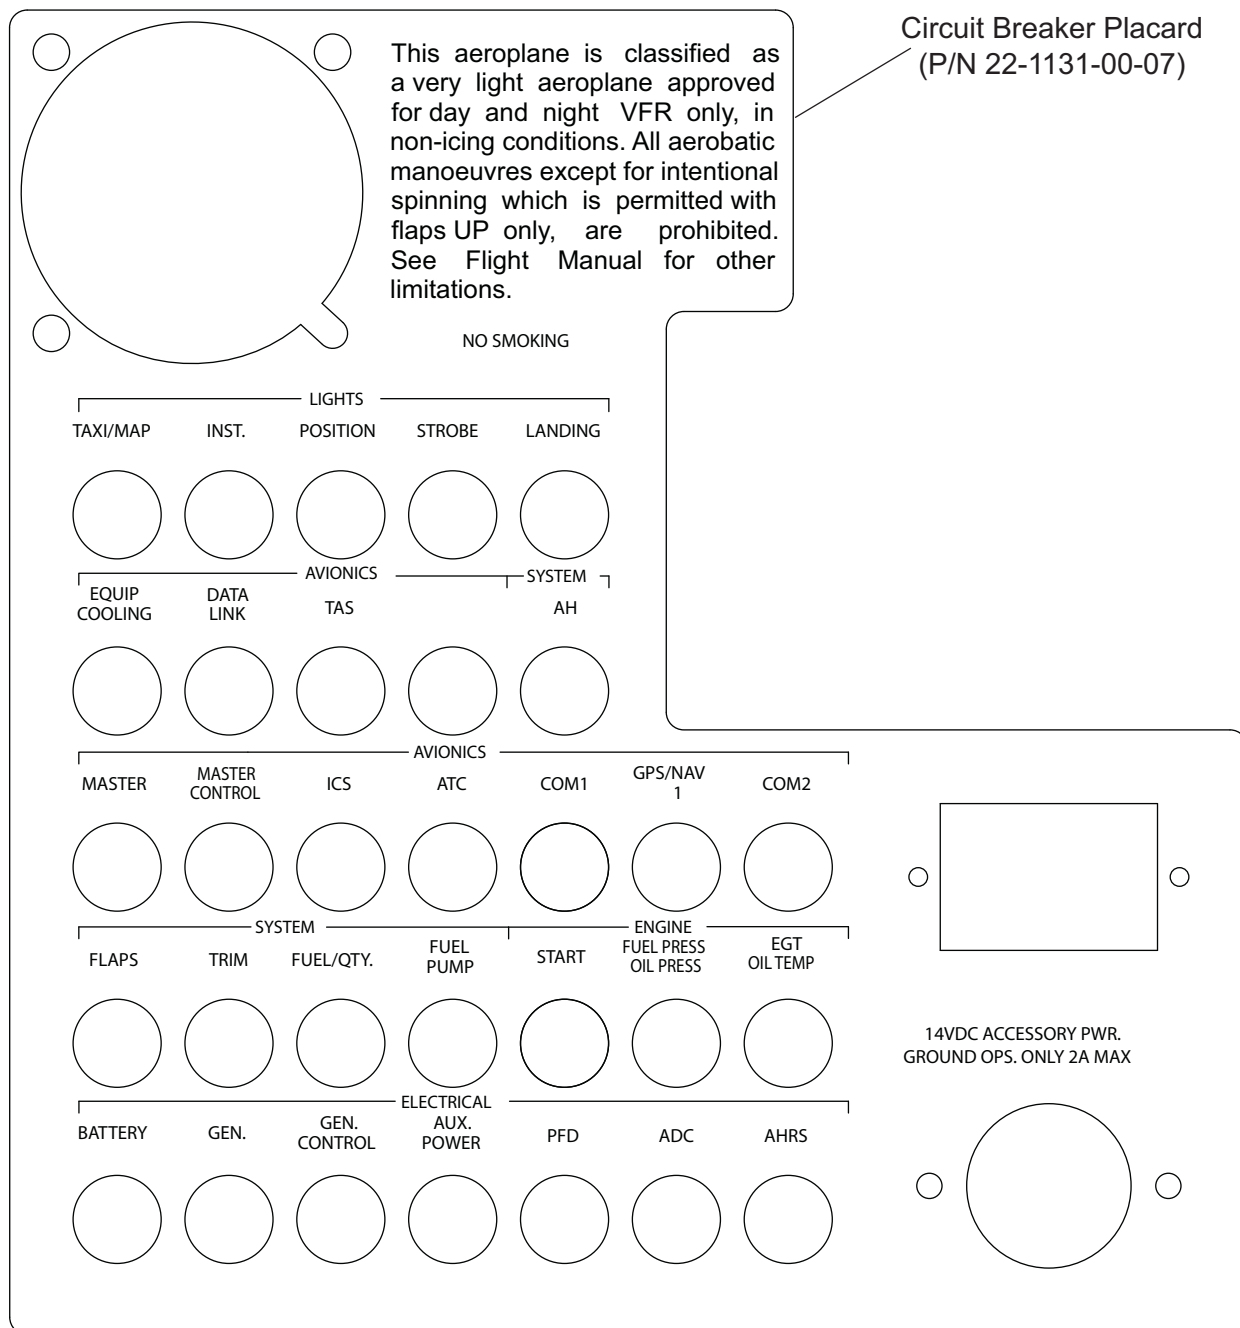 Circuit Breaker Placard
(P/N 22-1131-00-07)
This aeroplane is classified as
a very light aeroplane approved
for day and night VFR only, in
non-icing conditions. All aerobatic
manoeuvres except for intentional
spinning which is permitted with
flaps UP only, are prohibited.
See Flight Manual for other
limitations.
NO SMOKING
LIGHTS
TAXI/MAP INST. POSITION STROBE LANDING
AVIONICS SYSTEM
EQUIP
COOLING
DATA
LINK
TAS
AH
AVIONICS
MASTER
MASTER
CONTROL
ICS
ATC
COM1
GPS/NAV
1
COM2
SYSTEM ENGINE
FLAPS
TRIM
FUEL/QTY.
FUEL
PUMP
START
FUEL PRESS
OIL PRESS
EGT
OIL TEMP
14VDC ACCESSORY PWR.
GROUND OPS. ONLY 2A MAX
ELECTRICAL
BATTERY
GEN.
GEN.
CONTROL
AUX.
POWER
PFD
ADC
AHRS